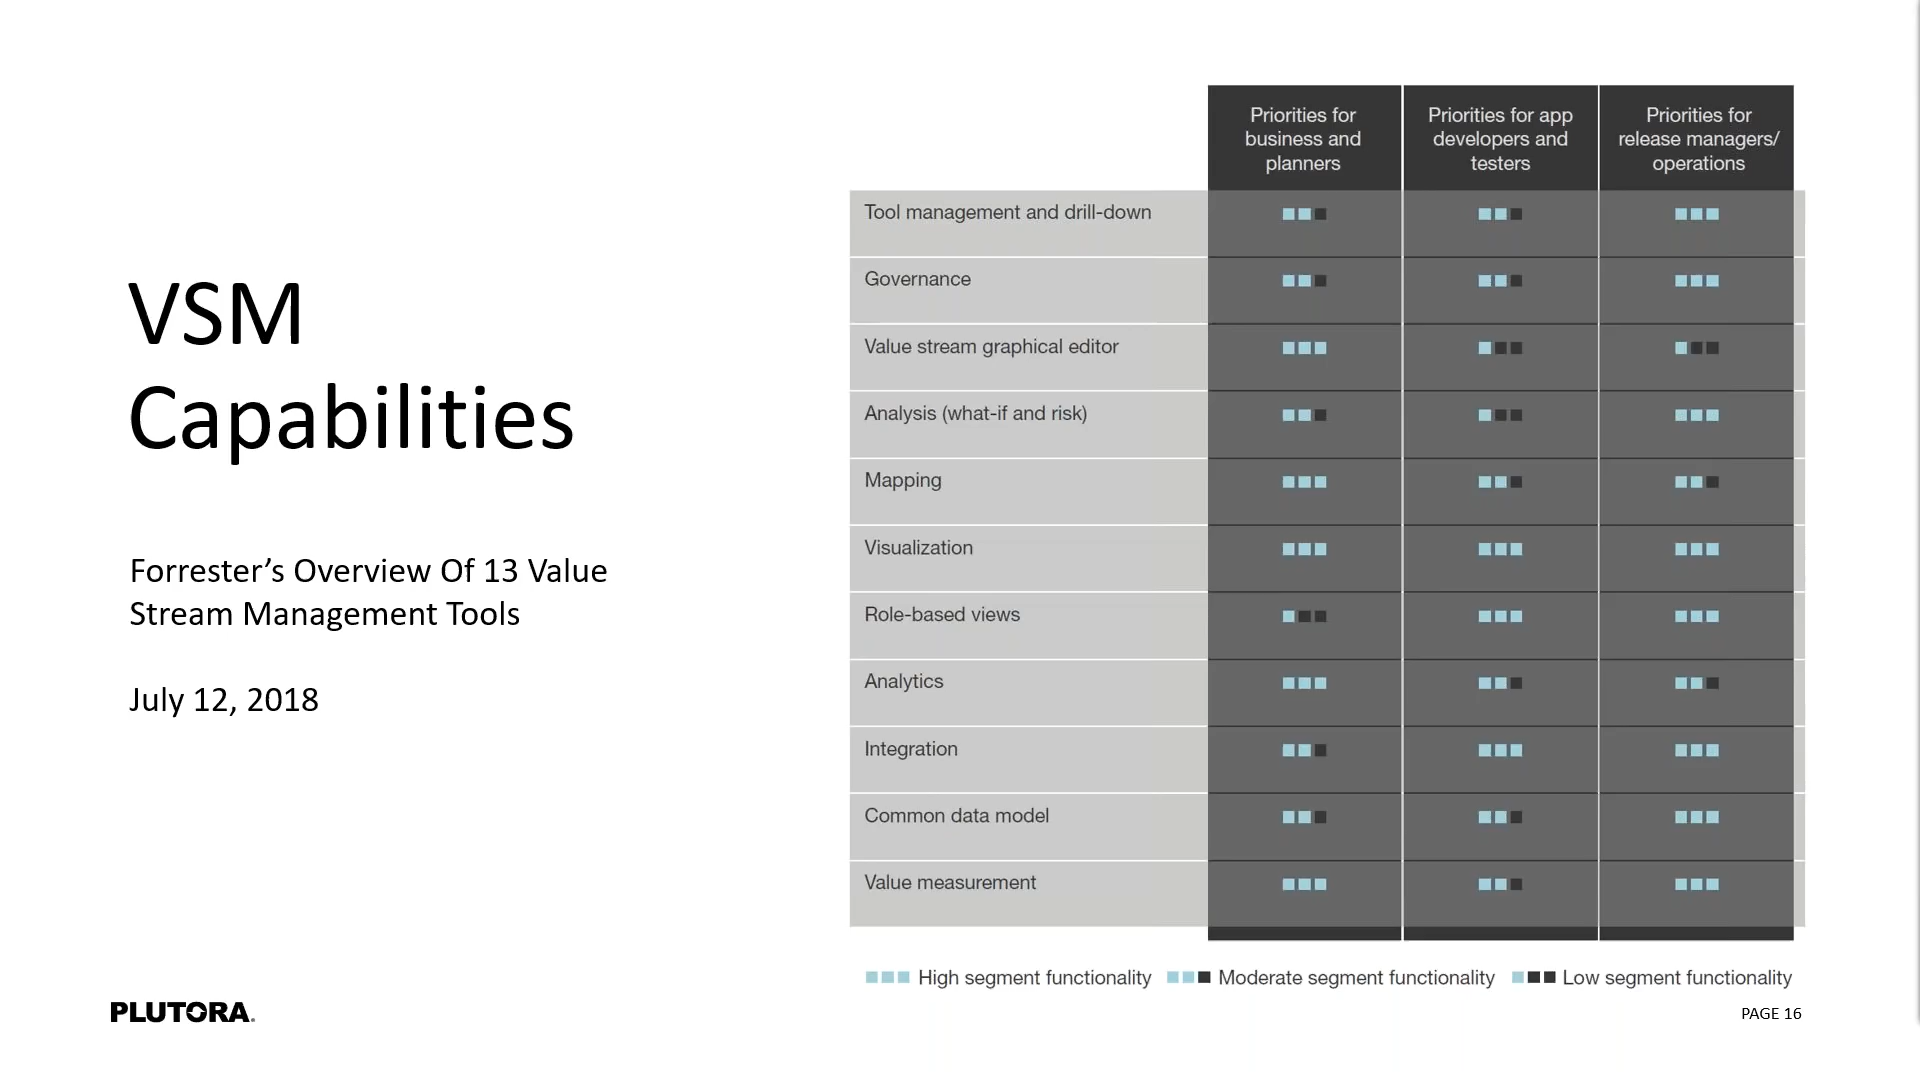 VSM
Capabilities
Forrester’s Overview Of 13 Value
Stream Management Tools
July 12, 2018
Priorities for
business and
planners
Priorities for app
developers and
testers
Priorities for
release managers/
operations
Tool management and drill-down
Governance
Value stream graphical editor
Analysis (what-if and risk)
Mapping
Visualization
Role-based views
Analytics
Integration
Common data model
Value measurement
High segment functionality Moderate segment functionality Low segment functionality
PLUTORA.
PAGE 16